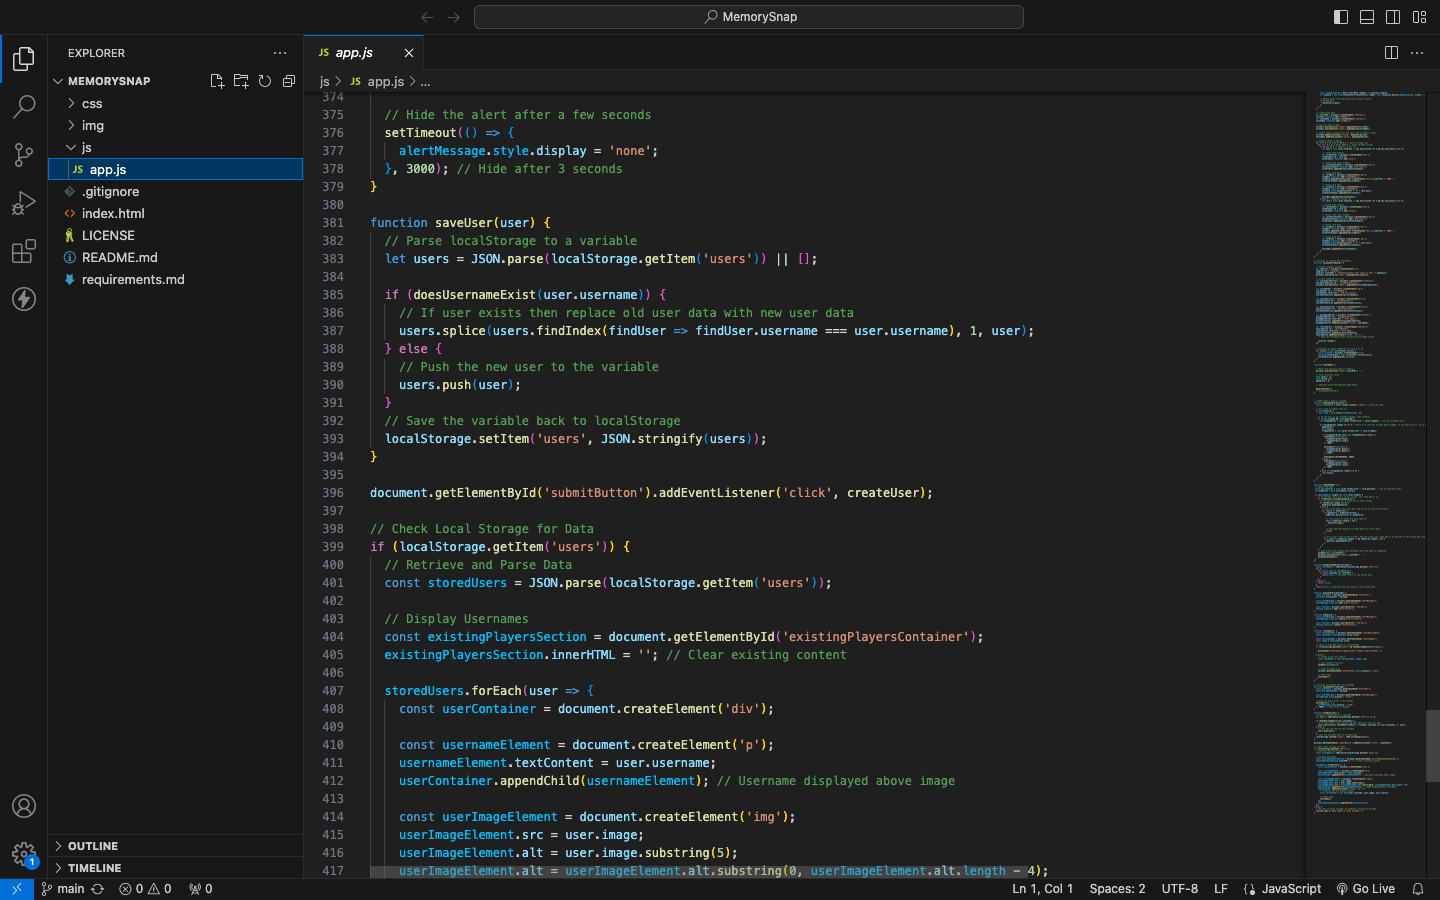 MemorySnap
EXPLORER
MEMORYSNAP
css
img
js
JS app.js
.gitignore
<> index.html
LICENSE
README.md
requirements.md
OUTLINE
TIMELINE
JS app.js
js > JS app.js > ...
374
375 // Hide the alert after a few seconds
376 setTimeout(() => {
377 alertMessage.style.display = 'none';
378 }, 3000); // Hide after 3 seconds
379 }
380
381 function saveUser(user) {
382 // Parse localStorage to a variable
383 let users = JSON.parse(localStorage.getItem('users')) || [];
384
385 if (doesUsernameExist(user.username)) {
386 // If user exists then replace old user data with new user data
387 users.splice(users.findIndex(findUser => findUser.username === user.username), 1, user);
388 } else {
389 // Push the new user to the variable
390 users.push(user);
391 }
392 // Save the variable back to localStorage
393 localStorage.setItem('users', JSON.stringify(users));
394 }
395
396 document.getElementById('submitButton').addEventListener('click', createUser);
397
398 // Check Local Storage for Data
399 if (localStorage.getItem('users')) {
400 // Retrieve and Parse Data
401 const storedUsers = JSON.parse(localStorage.getItem('users'));
402
403 // Display Usernames
404 const existingPlayersSection = document.getElementById('existingPlayersContainer');
405 existingPlayersSection.innerHTML = ''; // Clear existing content
406
407 storedUsers.forEach(user => {
408 const userContainer = document.createElement('div');
409
410 const usernameElement = document.createElement('p');
411 usernameElement.textContent = user.username;
412 userContainer.appendChild(usernameElement); // Username displayed above image
413
414 const userImageElement = document.createElement('img');
415 userImageElement.src = user.image;
416 userImageElement.alt = user.image.substring(5);
417 userImageElement.alt = userImageElement.alt.substring(0, userImageElement.alt.length - 4);
1
main 0 0 0 Ln 1, Col 1 Spaces: 2 UTF-8 LF JavaScript Go Live